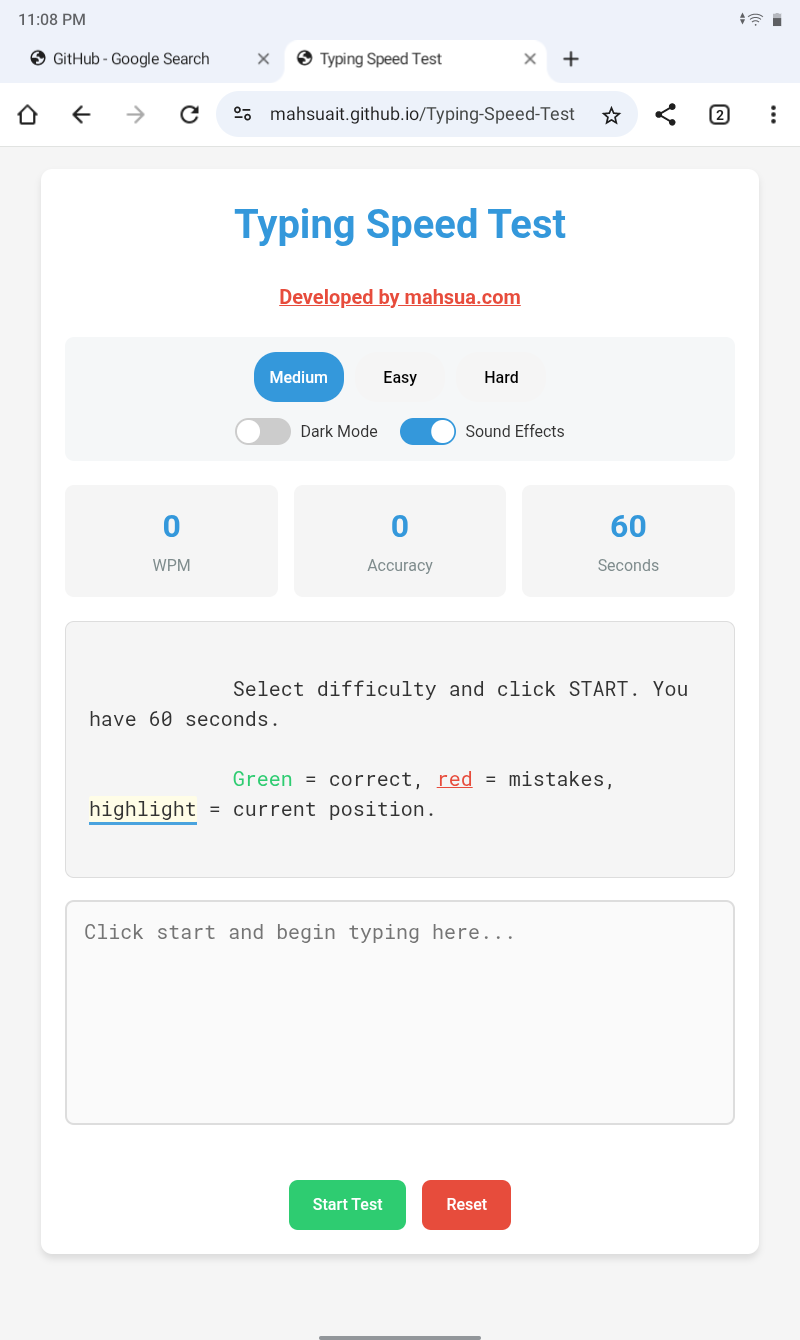 11:08 PM
GitHub - Google Search
Typing Speed Test
mahsuait.github.io/Typing-Speed-Test
2
Typing Speed Test
Developed by mahsua.com
Medium
Easy
Hard
Dark Mode
Sound Effects
0
WPM
0
Accuracy
60
Seconds
Select difficulty and click START. You
have 60 seconds.
Green = correct, red = mistakes,
highlight = current position.
Click start and begin typing here...
Start Test
Reset